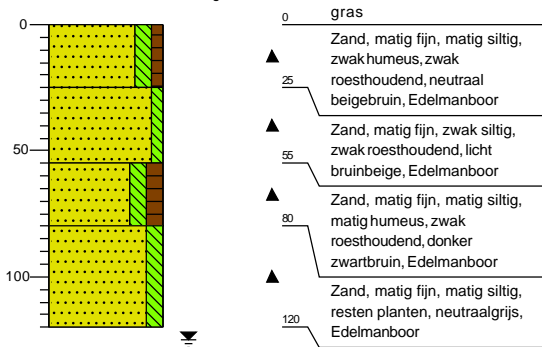 0
50
100
0
gras
Zand, matig fijn, matig siltig,
zwak humeus, zwak
roesthoudend, neutraal
beigebruin, Edelmanboor
25
Zand, matig fijn, zwak siltig,
zwak roesthoudend, licht
bruinbeige, Edelmanboor
55
Zand, matig fijn, matig siltig,
matig humeus, zwak
roesthoudend, donker
zwartbruin, Edelmanboor
80
Zand, matig fijn, matig siltig,
resten planten, neutraalgrijs,
Edelmanboor
120